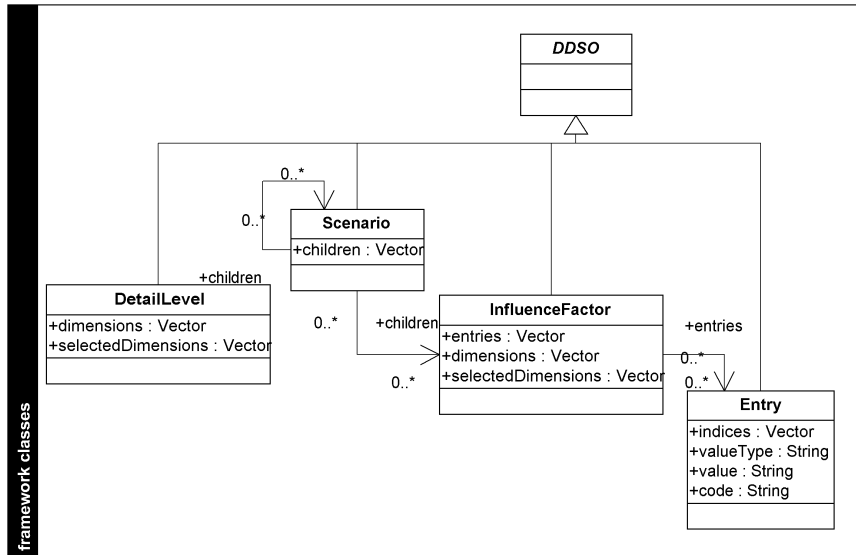 DDSO
0..*
0..*
Scenario
+children : Vector
+children
DetailLevel
+dimensions : Vector
+selectedDimensions : Vector
0..*
+children
0..*
InfluenceFactor
+entries : Vector
+dimensions : Vector
+selectedDimensions : Vector
+entries
0..*
0..*
Entry
+indices : Vector
+valueType : String
+value : String
+code : String
framework classes